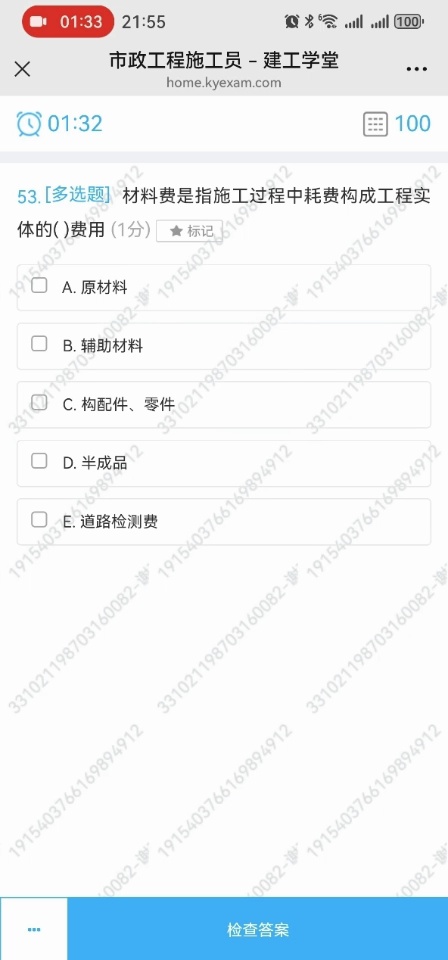 01:33 21:55 100
市政工程施工员 – 建工学堂
home.kyexam.com
01:32 100
53.[多选题] 材料费是指施工过程中耗费构成工程实
体的( )费用 (1分) 标记
A. 原材料
B. 辅助材料
C. 构配件、零件
D. 半成品
E. 道路检测费
检查答案